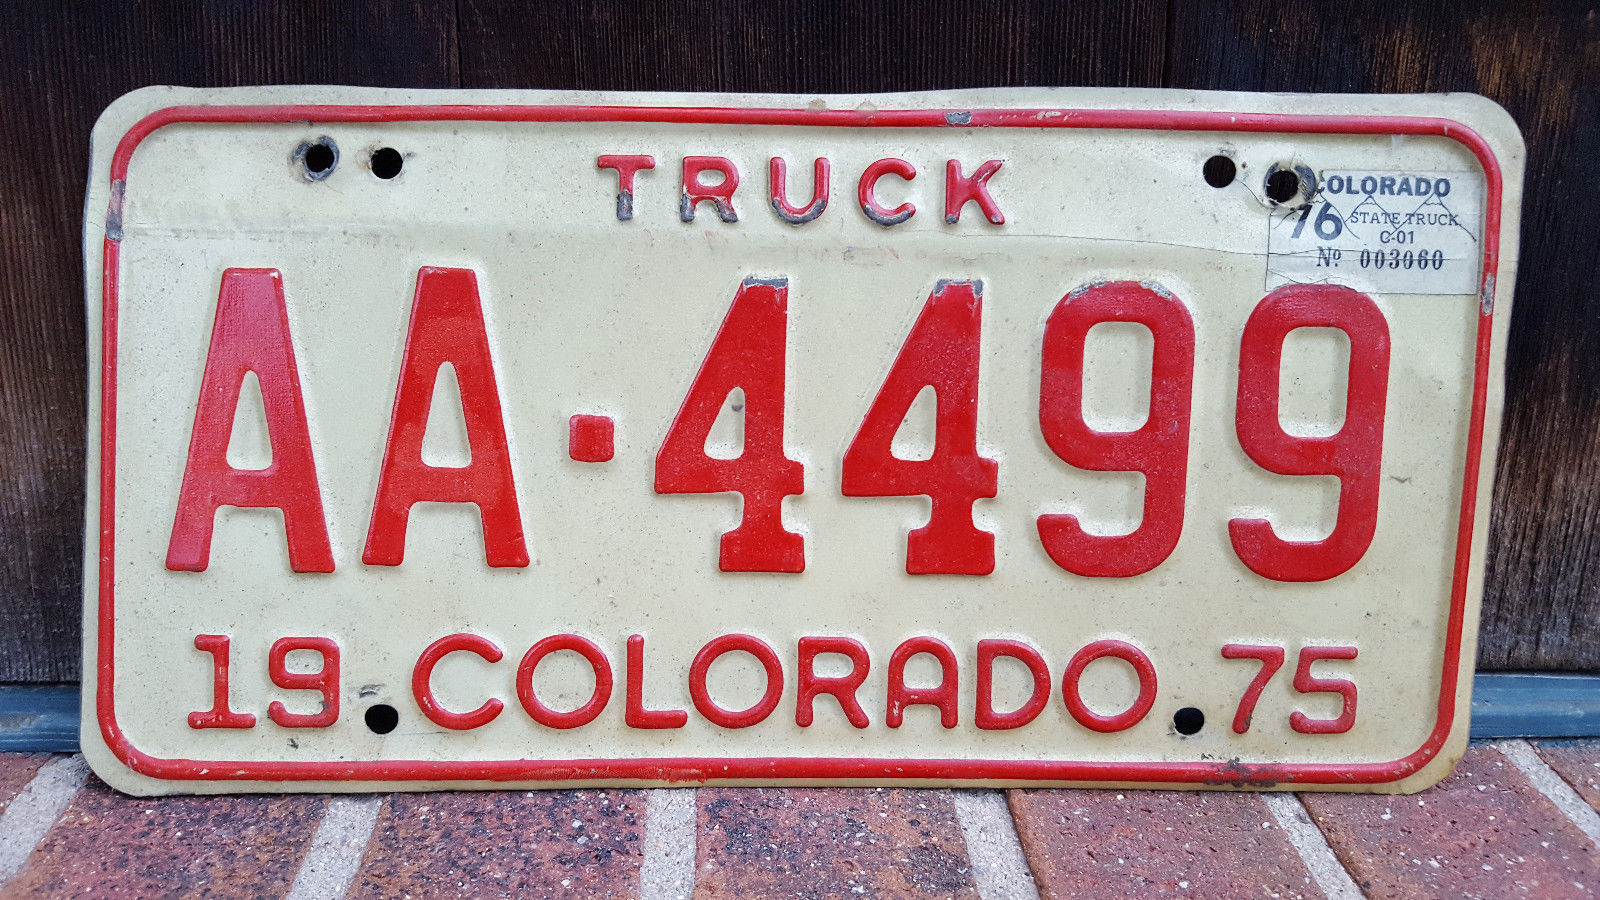 TRUCK
COLORADO
76 STATE TRUCK
C-01
Nº 003060
AA·4499
19 COLORADO 75